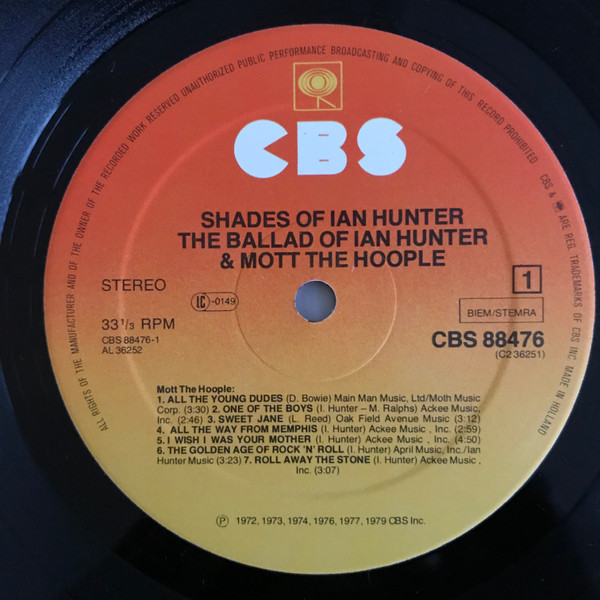 ALL RIGHTS OF THE MANUFACTURER AND OF THE OWNER OF THE RECORDED WORK RESERVED UNAUTHORIZED PUBLIC PERFORMANCE BROADCASTING AND COPYING OF THIS RECORD PROHIBITED
CBS & ARE REG. TRADEMARKS OF CBS INC MADE IN HOLLAND
CBS
SHADES OF IAN HUNTER
THE BALLAD OF IAN HUNTER
& MOTT THE HOOPLE
STEREO
IC -0149
1
BIEM/STEMRA
33⅓ RPM
CBS 88476-1
AL 36252
CBS 88476
(C2 36251)
Mott The Hoople:
1. ALL THE YOUNG DUDES (D. Bowie) Main Man Music, Ltd/Moth Music
Corp. (3:30) 2. ONE OF THE BOYS (I. Hunter – M. Ralphs) Ackee Music,
Inc. (2:46) 3. SWEET JANE (L. Reed) Oak Field Avenue Music (3:12)
4. ALL THE WAY FROM MEMPHIS (I. Hunter) Ackee Music , Inc. (2:59)
5. I WISH I WAS YOUR MOTHER (I. Hunter) Ackee Music , Inc. (4:50)
6. THE GOLDEN AGE OF ROCK 'N' ROLL (I. Hunter) April Music, Inc./Ian
Hunter Music (3:23) 7. ROLL AWAY THE STONE (I. Hunter) Ackee Music ,
Inc. (3:07)
℗ 1972, 1973, 1974, 1976, 1977, 1979 CBS Inc.